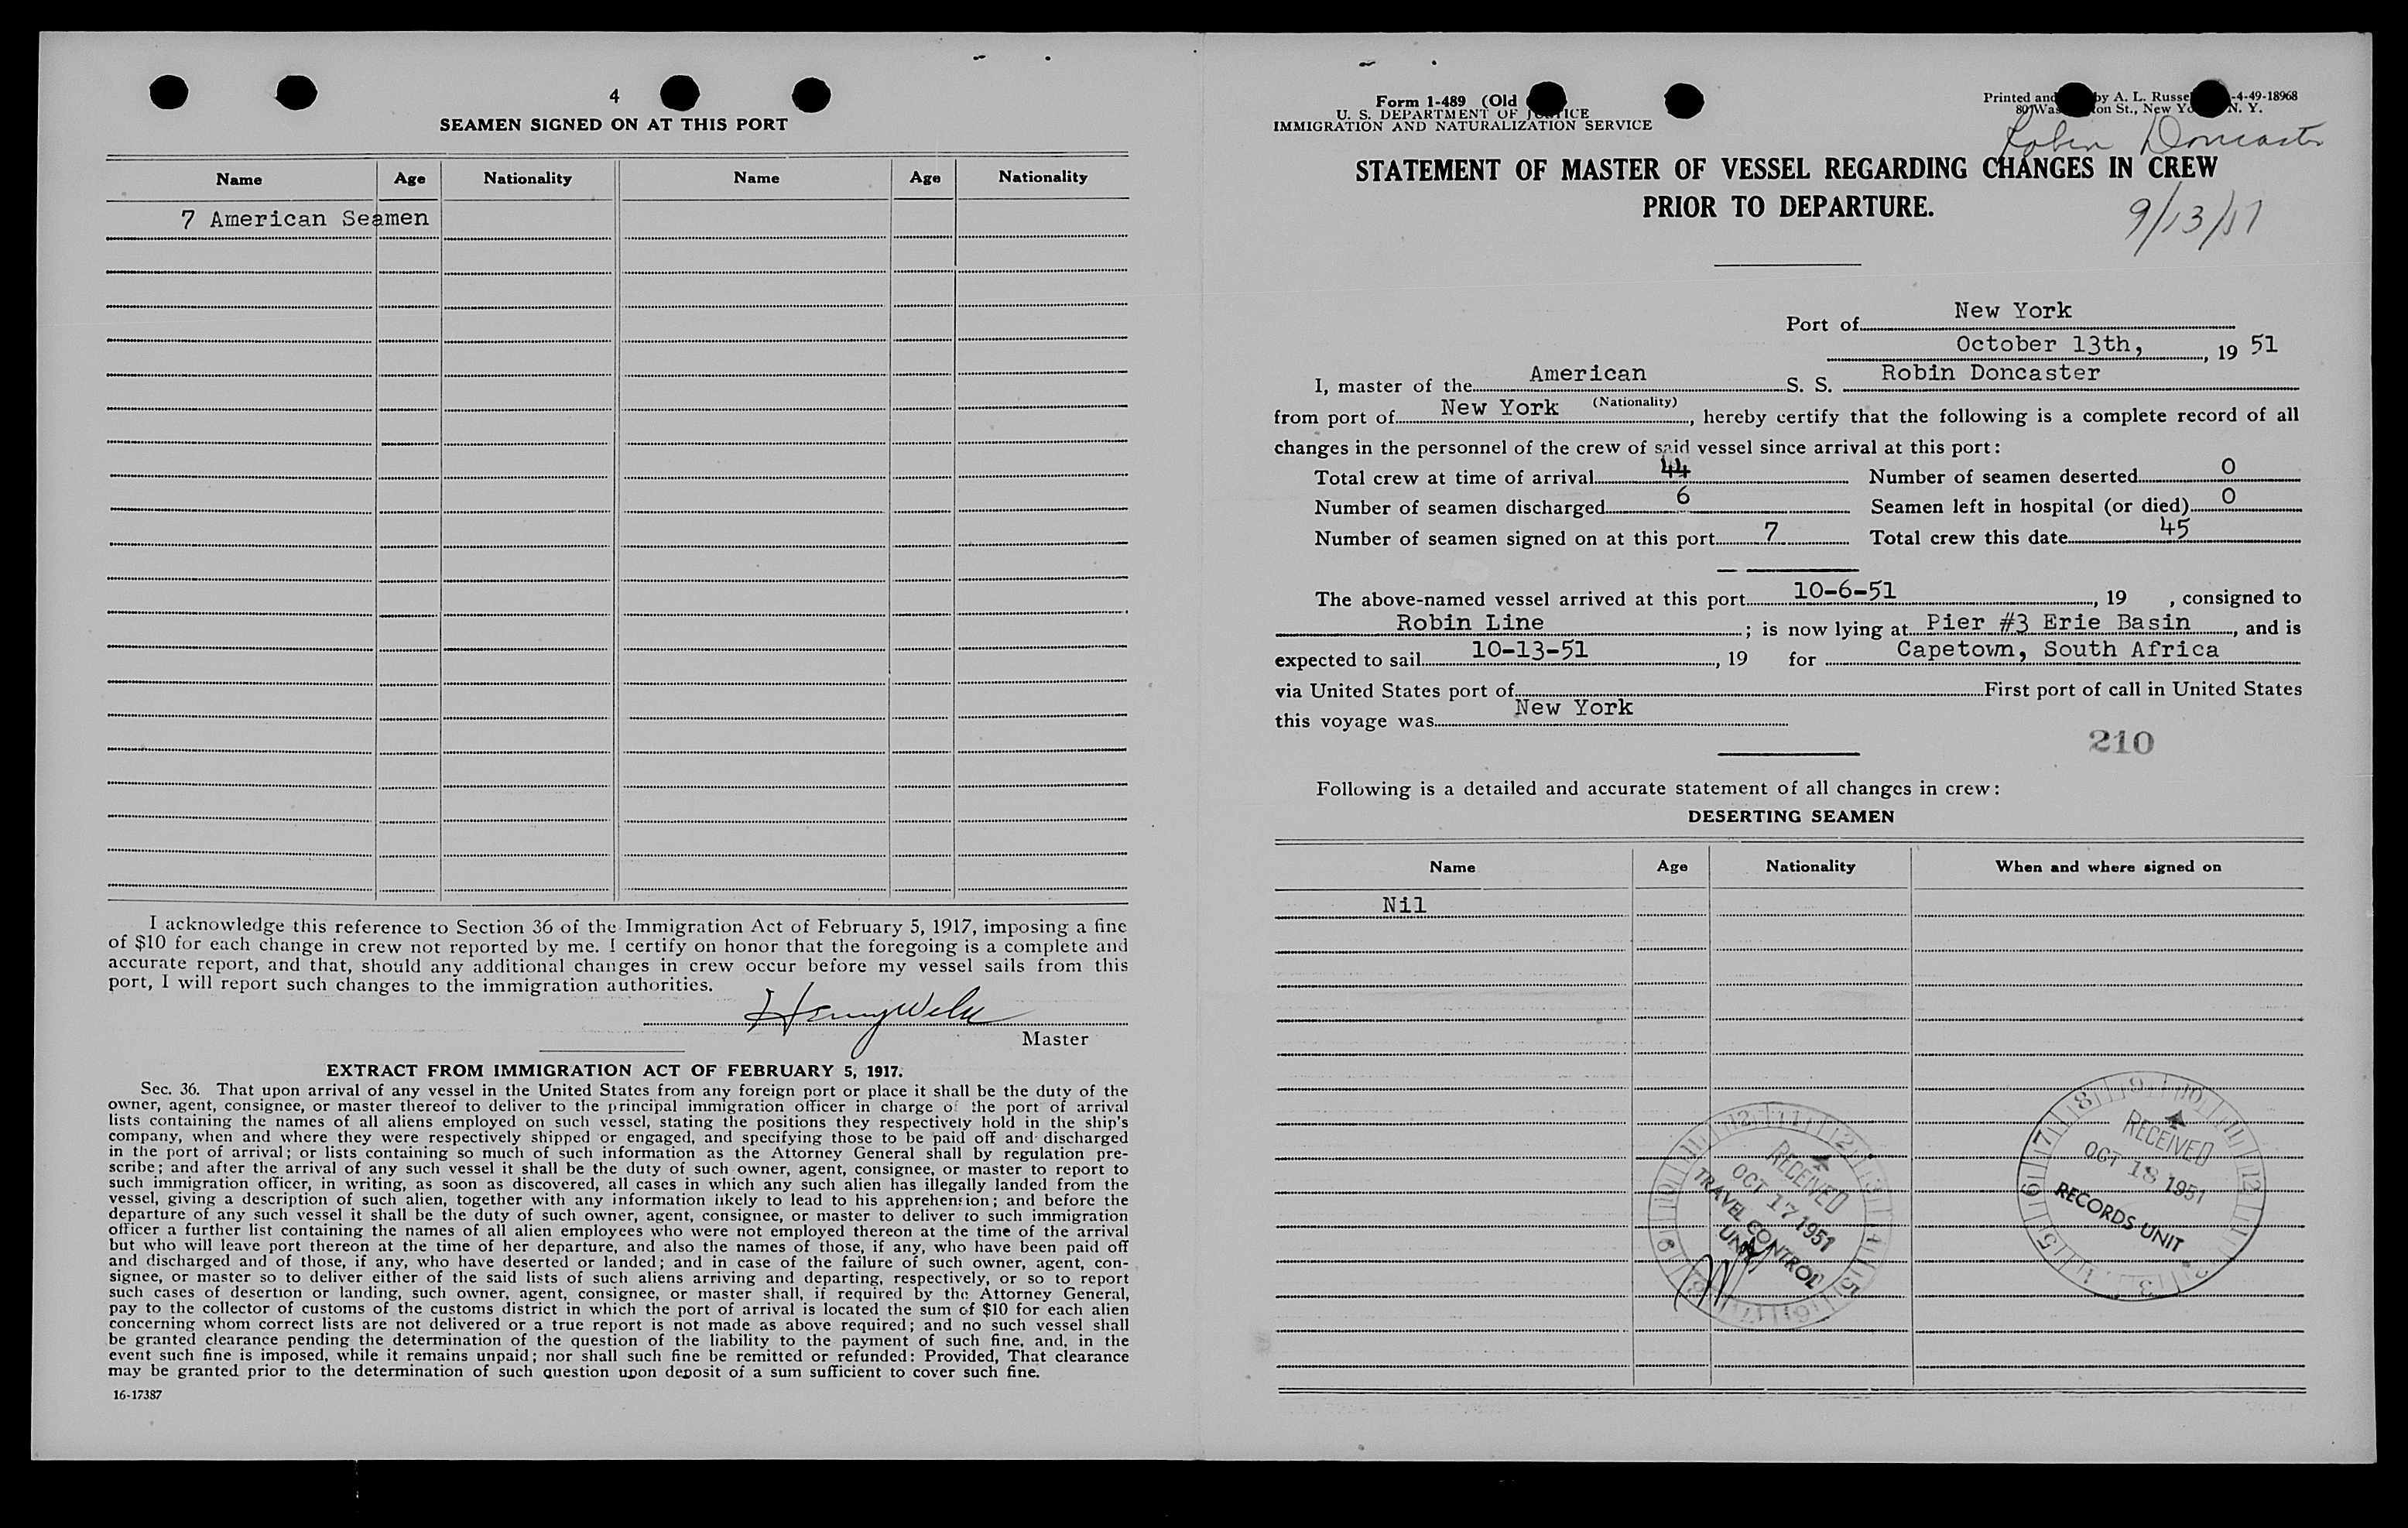 4
SEAMEN SIGNED ON AT THIS PORT
Name Age Nationality Name Age Nationality
7 American Seamen
I acknowledge this reference to Section 36 of the Immigration Act of February 5, 1917, imposing a fine
of $10 for each change in crew not reported by me. I certify on honor that the foregoing is a complete and
accurate report, and that, should any additional changes in crew occur before my vessel sails from this
port, I will report such changes to the immigration authorities.
Henry
Master
EXTRACT FROM IMMIGRATION ACT OF FEBRUARY 5, 1917.
Sec. 36. That upon arrival of any vessel in the United States from any foreign port or place it shall be the duty of the
owner, agent, consignee, or master thereof to deliver to the principal immigration officer in charge of the port of arrival
lists containing the names of all aliens employed on such vessel, stating the positions they respectively hold in the ship's
company, when and where they were respectively shipped or engaged, and specifying those to be paid off and discharged
in the port of arrival; or lists containing so much of such information as the Attorney General shall by regulation pre-
scribe; and after the arrival of any such vessel it shall be the duty of such owner, agent, consignee, or master to report to
such immigration officer, in writing, as soon as discovered, all cases in which any such alien has illegally landed from the
vessel, giving a description of such alien, together with any information likely to lead to his apprehension; and before the
departure of any such vessel it shall be the duty of such owner, agent, consignee, or master to deliver to such immigration
officer a further list containing the names of all alien employees who were not employed thereon at the time of the arrival
but who will leave port thereon at the time of her departure, and also the names of those, if any, who have been paid off
and discharged and of those, if any, who have deserted or landed; and in case of the failure of such owner, agent, con-
signee, or master so to deliver either of the said lists of such aliens arriving and departing, respectively, or so to report
such cases of desertion or landing, such owner, agent, consignee, or master shall, if required by the Attorney General,
pay to the collector of customs of the customs district in which the port of arrival is located the sum of $10 for each alien
concerning whom correct lists are not delivered or a true report is not made as above required; and no such vessel shall
be granted clearance pending the determination of the question of the liability to the payment of such fine, and, in the
event such fine is imposed, while it remains unpaid; nor shall such fine be remitted or refunded: Provided, That clearance
may be granted prior to the determination of such question upon deposit of a sum sufficient to cover such fine.
16-17387
Form 1-489 (Old
U. S. DEPARTMENT OF JUSTICE
IMMIGRATION AND NATURALIZATION SERVICE
Printed and by A. L. Russe -4-49-18968
80 Was ton St., New Yo N. Y.
Robin Doncaster
STATEMENT OF MASTER OF VESSEL REGARDING CHANGES IN CREW
PRIOR TO DEPARTURE.
9/13/51
Port of New York
October 13th, , 19 51
I, master of the American S. S. Robin Doncaster
(Nationality)
from port of New York , hereby certify that the following is a complete record of all
changes in the personnel of the crew of said vessel since arrival at this port:
Total crew at time of arrival 44 Number of seamen deserted 0
Number of seamen discharged 6 Seamen left in hospital (or died) 0
Number of seamen signed on at this port 7 Total crew this date 45
The above-named vessel arrived at this port 10-6-51 , 19 , consigned to
Robin Line ; is now lying at Pier #3 Erie Basin , and is
expected to sail 10-13-51 , 19 for Capetown, South Africa
via United States port of First port of call in United States
this voyage was New York
210
Following is a detailed and accurate statement of all changes in crew:
DESERTING SEAMEN
Name Age Nationality When and where signed on
Nil
RECEIVED
OCT 17 1951
TRAVEL CONTROL
UNIT
RECEIVED
OCT 18 1951
RECORDS UNIT